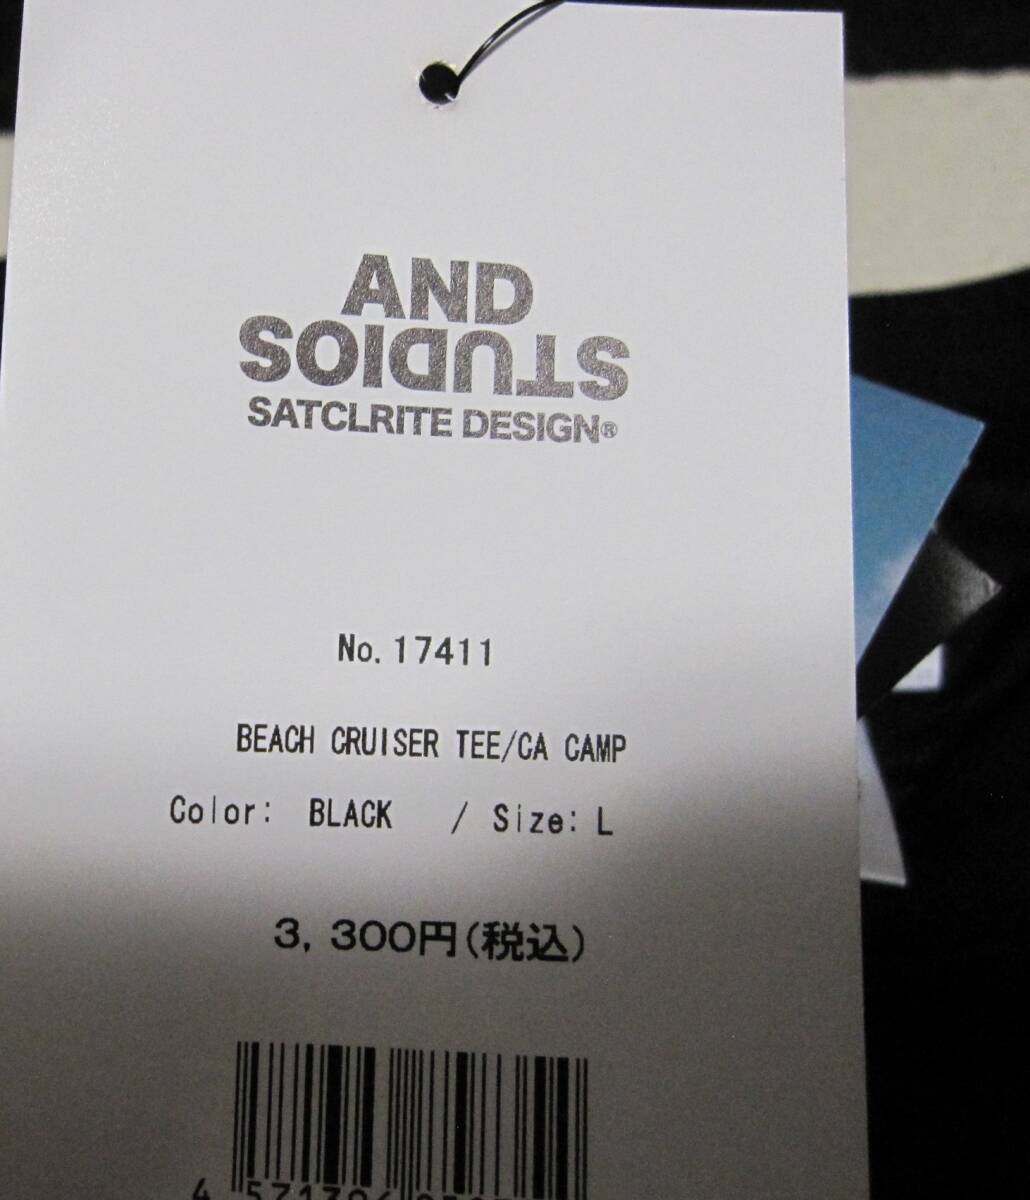 AND
STUDIOS
SATCLRITE DESIGN®
No. 17411
BEACH CRUISER TEE/CA CAMP
Color: BLACK / Size: L
3,300円(税込)
4